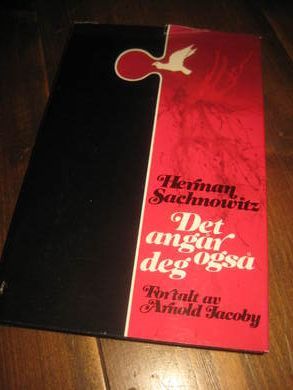 Herman
Sachnowitz
Det
angår
også
deg
Fortalt av
Arnold Jacoby